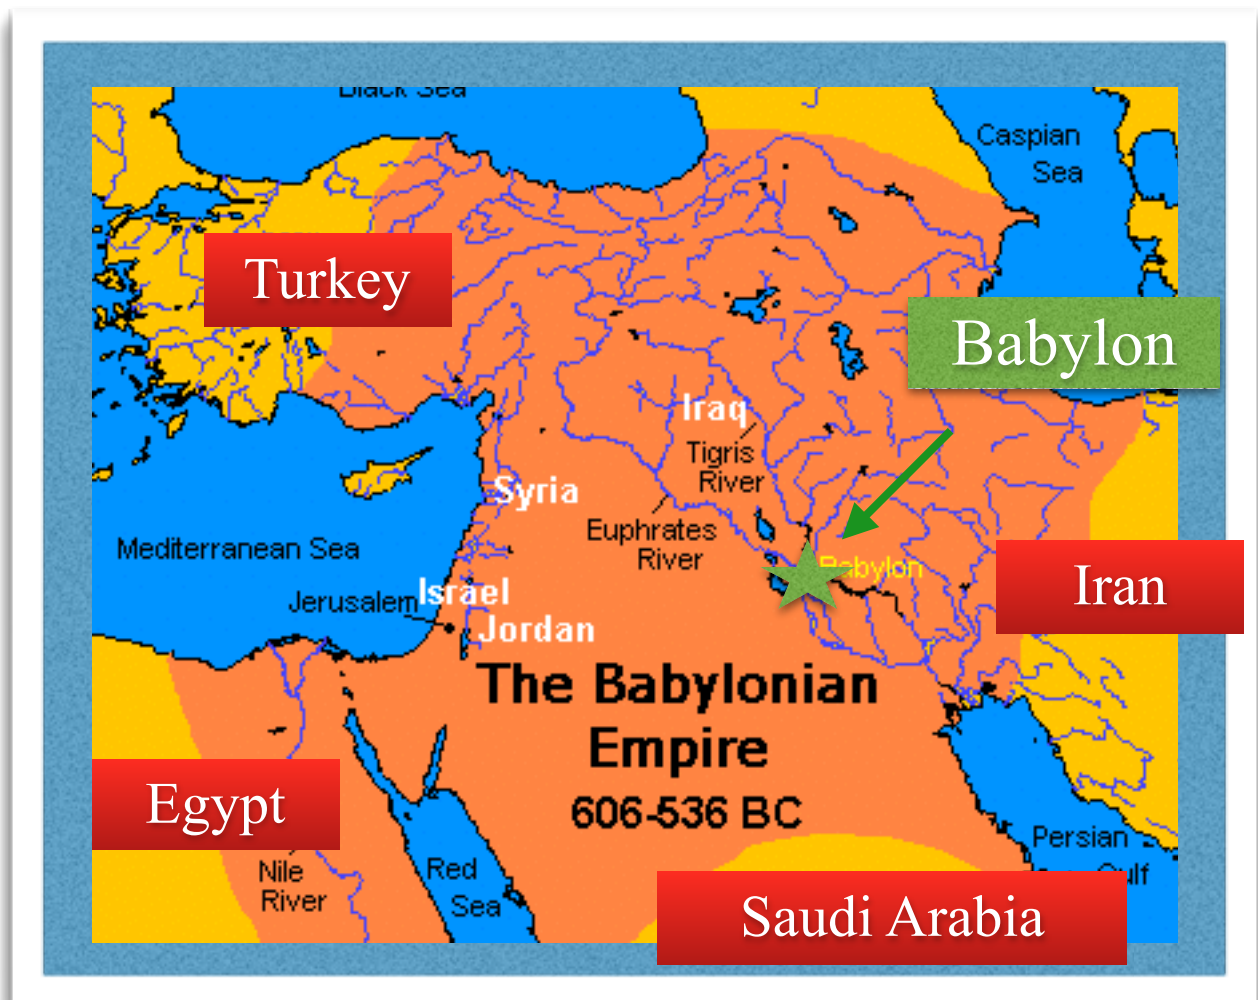 Black Sea
Caspian
Sea
Turkey
Babylon
Iraq
Tigris
River
Syria
Euphrates
River
Mediterranean Sea
Babylon
Iran
Israel
Jerusalem
Jordan
The Babylonian
Empire
606-536 BC
Egypt
Nile
River
Red
Sea
Persian
Gulf
Saudi Arabia